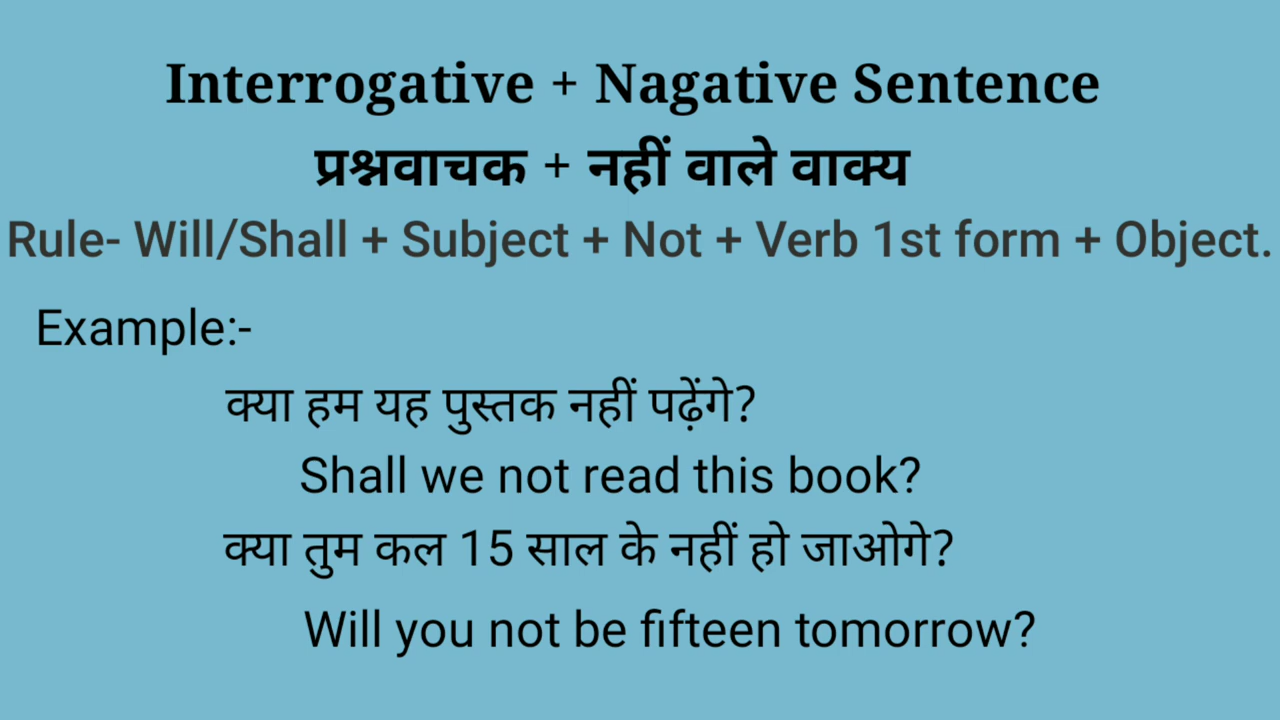 Interrogative + Nagative Sentence
प्रश्नवाचक + नहीं वाले वाक्य
Rule- Will/Shall + Subject + Not + Verb 1st form + Object.
Example:-
क्या हम यह पुस्तक नहीं पढ़ेंगे?
Shall we not read this book?
क्या तुम कल 15 साल के नहीं हो जाओगे?
Will you not be fifteen tomorrow?